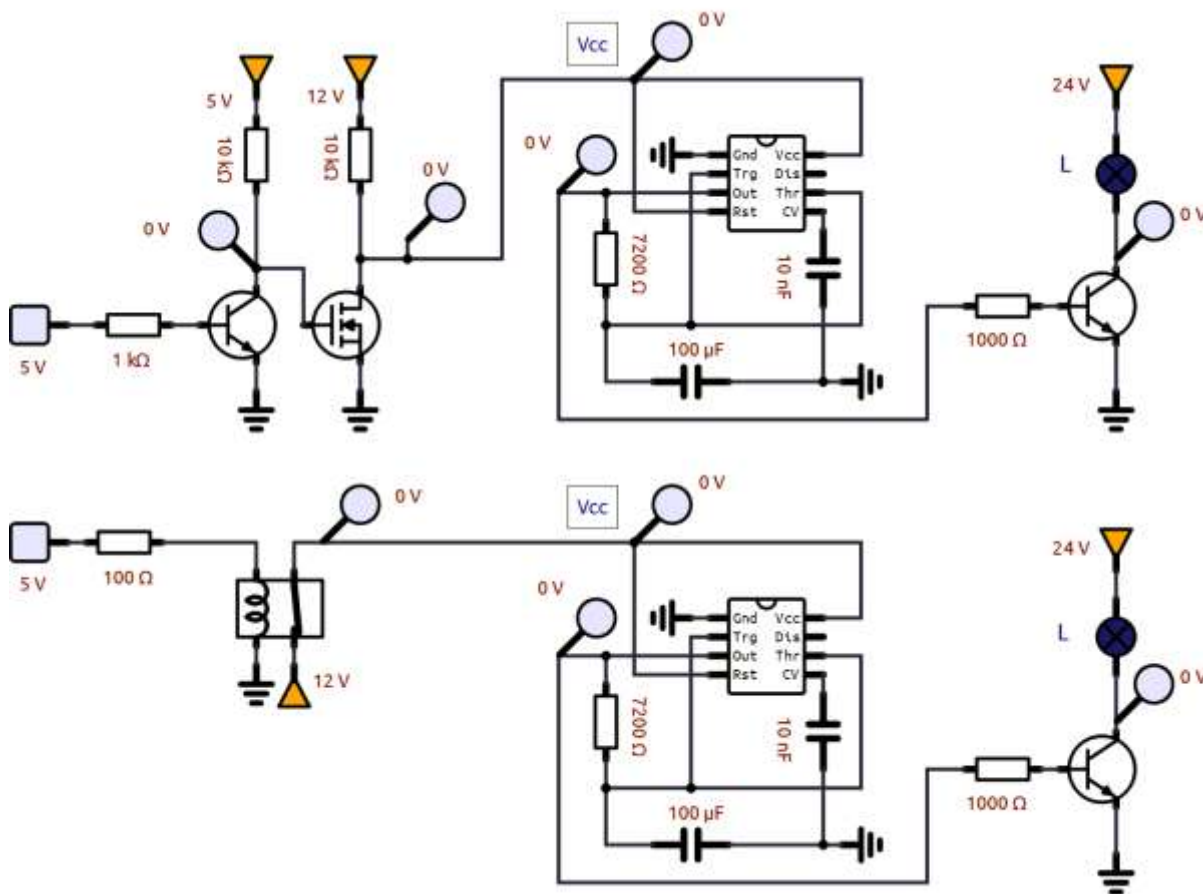 0 V
Vcc
5 V
12 V
24 V
10 kΩ
10 kΩ
0 V
0 V
L
0 V
0 V
Gnd Vcc
Trg Dis
Out Thr
Rst CV
7200 Ω
10 nF
5 V
1 kΩ
100 µF
1000 Ω
0 V
Vcc
0 V
5 V
100 Ω
24 V
0 V
L
0 V
12 V
Gnd Vcc
Trg Dis
Out Thr
Rst CV
7200 Ω
10 nF
100 µF
1000 Ω